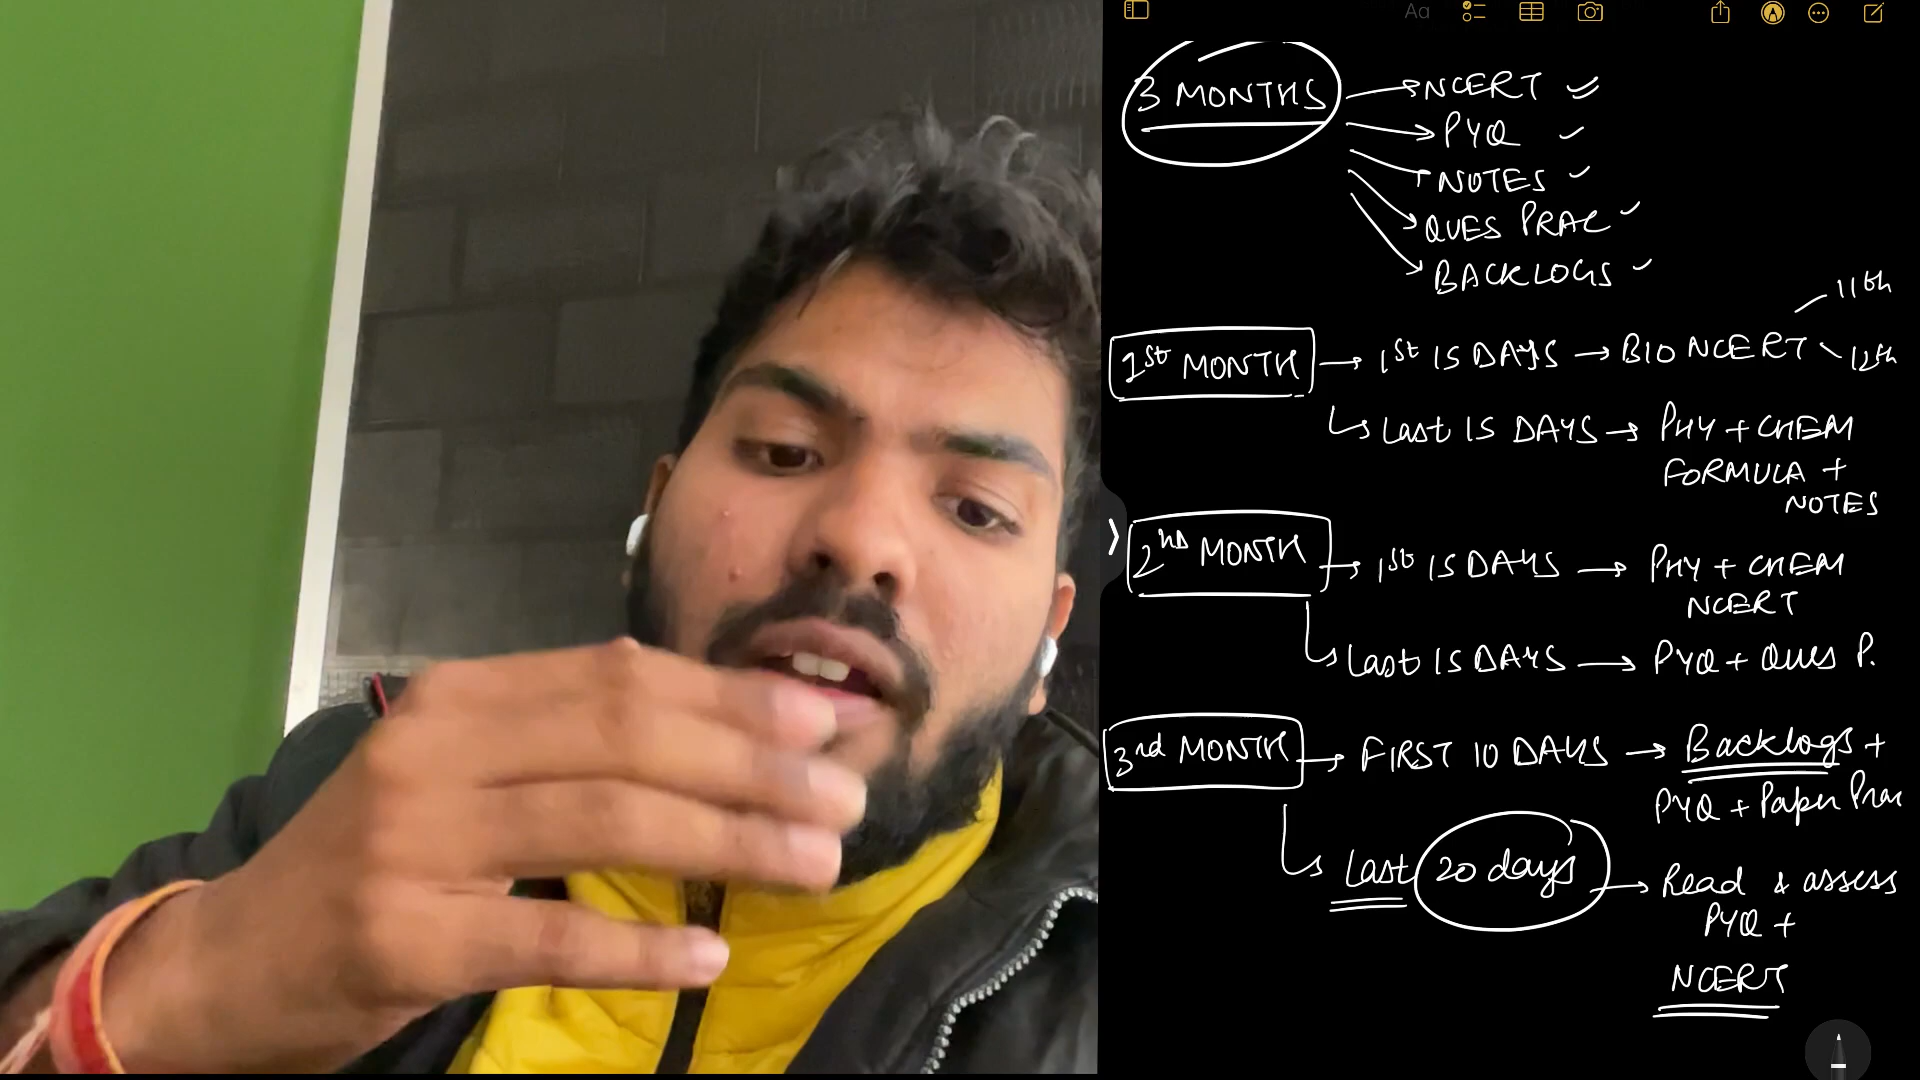 Aa
3 MONTHS
NCERT
PYQ
NOTES
QUES PRAC
BACKLOGS
1st MONTH → 1st 15 DAYS → BIO NCERT
11th
12th
Last 15 DAYS → PHY + CHEM
FORMULA +
NOTES
2nd MONTH → 1st 15 DAYS → PHY + CHEM
NCERT
Last 15 DAYS → PYQ + Ques P.
3rd MONTH → FIRST 10 DAYS → Backlogs +
PYQ + Paper Prac
Last 20 days → Read & assess
PYQ +
NCERT